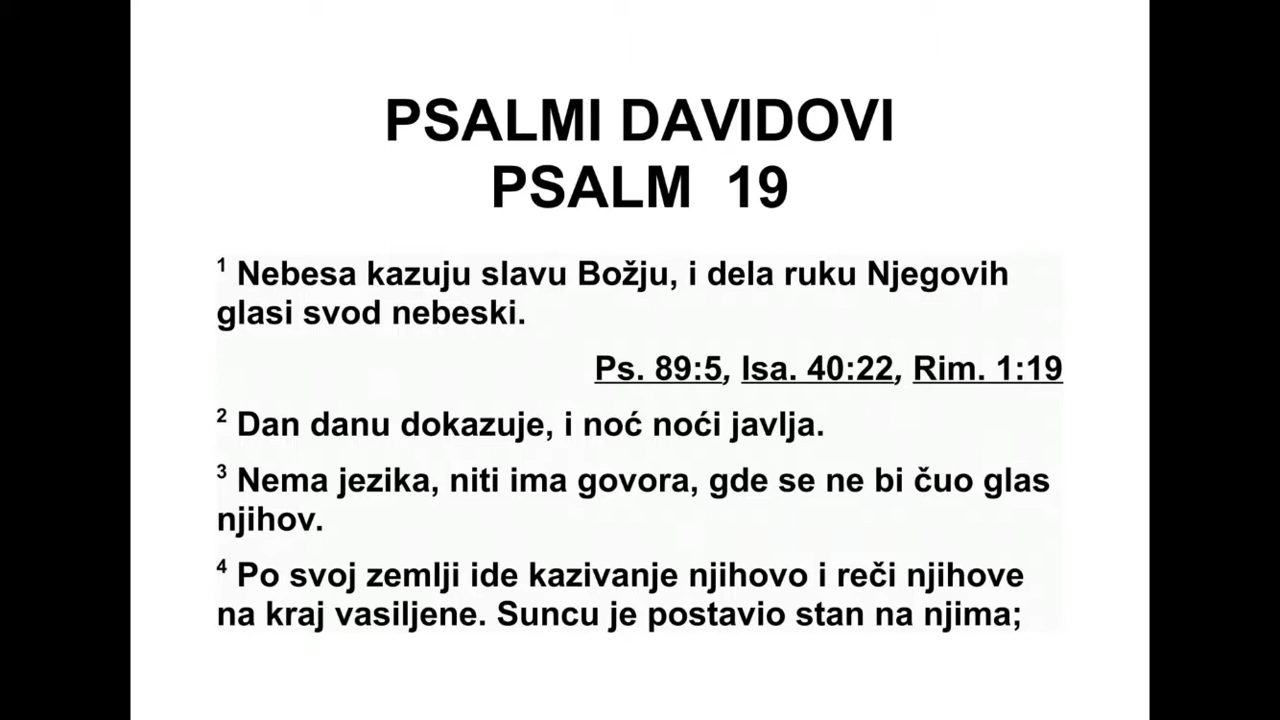 PSALMI DAVIDOVI
PSALM 19
1 Nebesa kazuju slavu Božju, i dela ruku Njegovih
glasi svod nebeski.
Ps. 89:5, Isa. 40:22, Rim. 1:19
2 Dan danu dokazuje, i noć noći javlja.
3 Nema jezika, niti ima govora, gde se ne bi čuo glas
njihov.
4 Po svoj zemlji ide kazivanje njihovo i reči njihove
na kraj vasiljene. Suncu je postavio stan na njima;